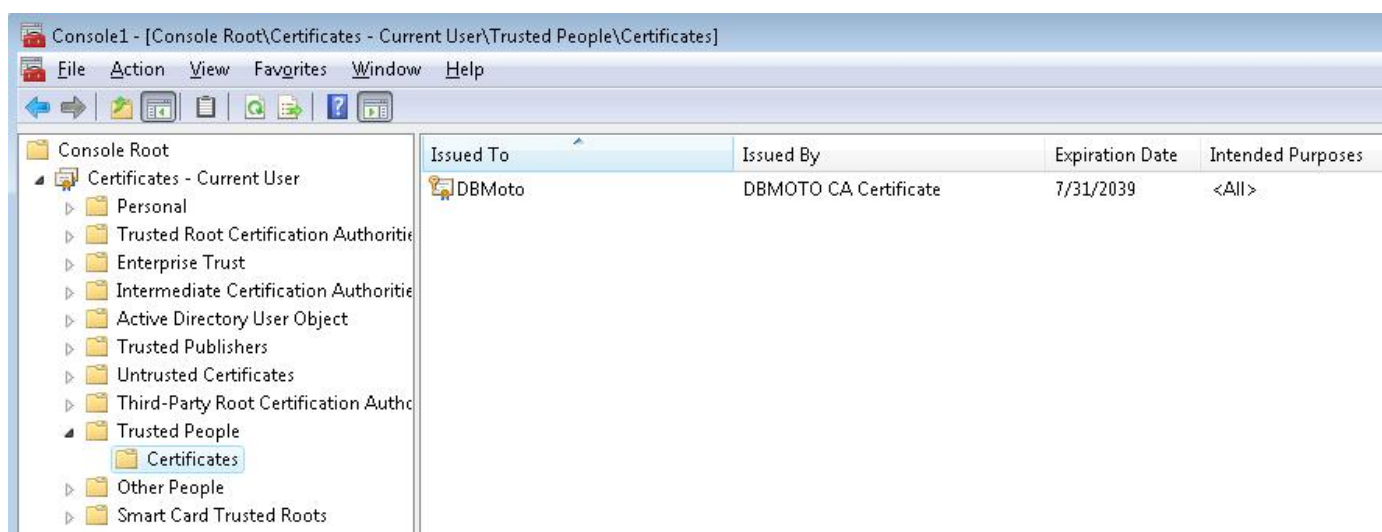 Console1 - [Console Root\Certificates - Current User\Trusted People\Certificates]
File Action View Favorites Window Help
Console Root
Certificates - Current User
Personal
Trusted Root Certification Authoritie
Enterprise Trust
Intermediate Certification Authoritie
Active Directory User Object
Trusted Publishers
Untrusted Certificates
Third-Party Root Certification Autho
Trusted People
Certificates
Other People
Smart Card Trusted Roots
Issued To Issued By Expiration Date Intended Purposes
DBMoto DBMOTO CA Certificate 7/31/2039 <All>